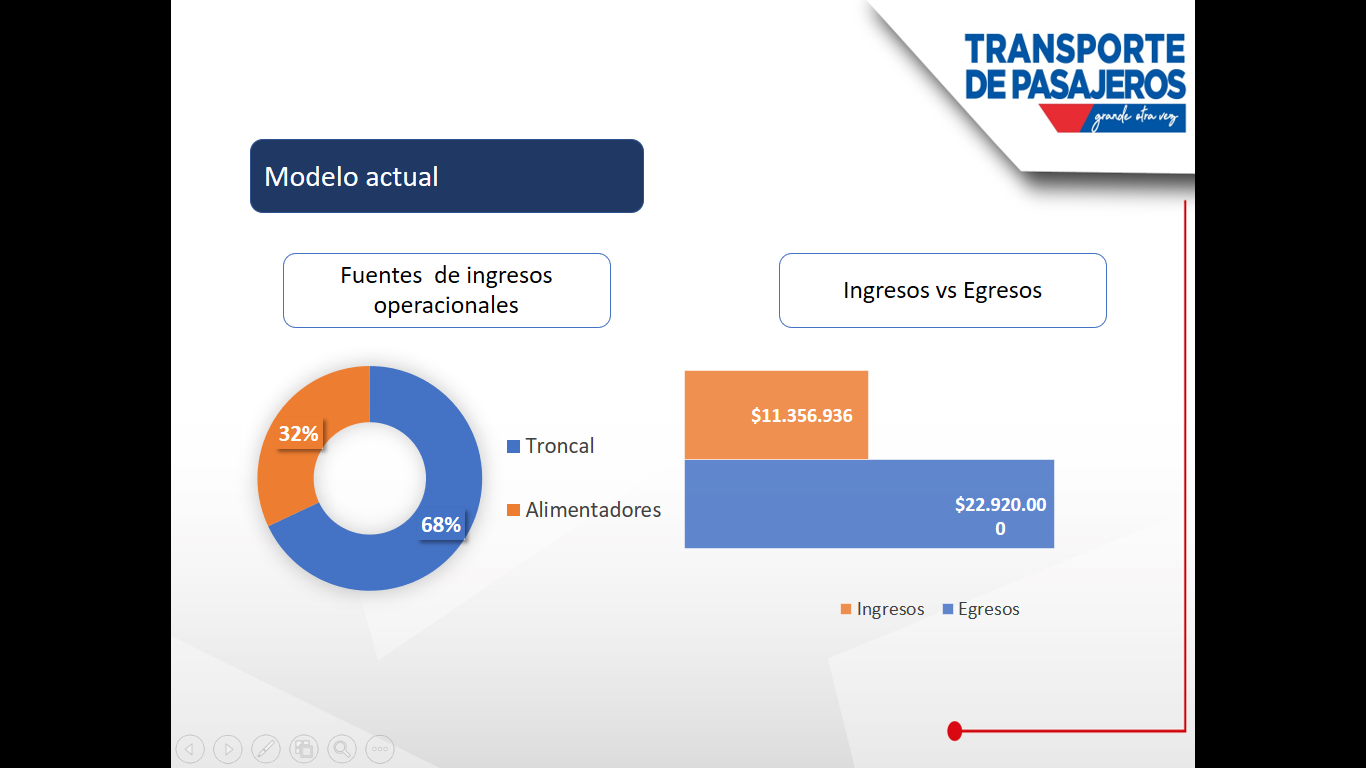 TRANSPORTE
DE PASAJEROS
grande otra vez
Modelo actual
Fuentes de ingresos
operacionales
Ingresos vs Egresos
32%
68%
Troncal
Alimentadores
$11.356.936
$22.920.00
0
Ingresos Egresos